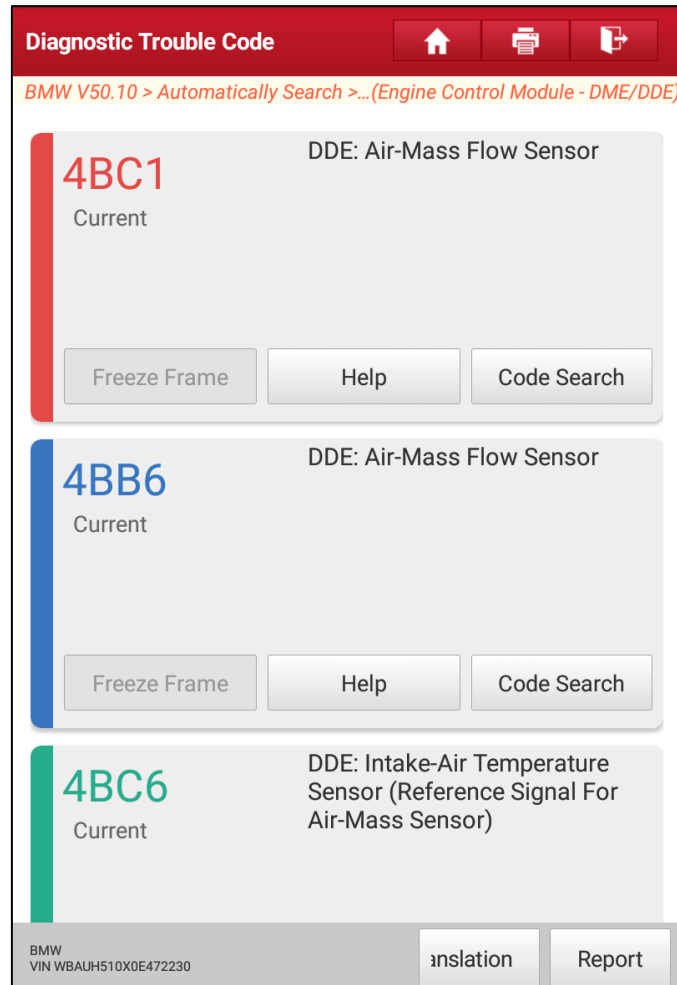 Diagnostic Trouble Code
BMW V50.10 > Automatically Search >...(Engine Control Module - DME/DDE)
4BC1
DDE: Air-Mass Flow Sensor
Current
Freeze Frame
Help
Code Search
4BB6
DDE: Air-Mass Flow Sensor
Current
Freeze Frame
Help
Code Search
4BC6
DDE: Intake-Air Temperature
Sensor (Reference Signal For
Air-Mass Sensor)
Current
BMW
VIN WBAUH510X0E472230
anslation
Report